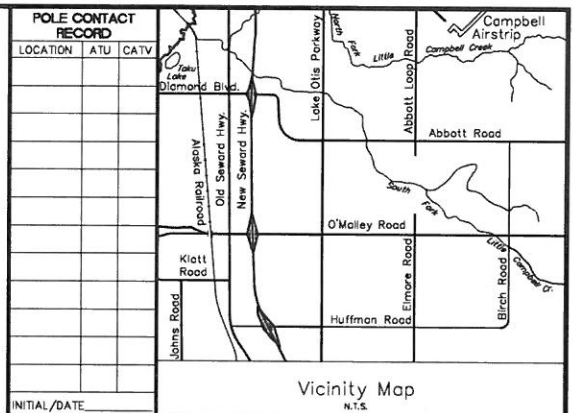 POLE CONTACT
RECORD
LOCATION ATU CATV
INITIAL/DATE
Taku
Lake
Diamond Blvd.
Alaska Railroad
Old Seward Hwy.
New Seward Hwy.
Lake Otis Parkway
North
Fork
Little
Campbell Creek
Campbell
Airstrip
Abbott Loop Road
Abbott Road
South
Fork
Little
Campbell Cr.
O'Malley Road
Klatt
Road
Johns Road
Elmore Road
Birch Road
Huffman Road
Vicinity Map
N.T.S.